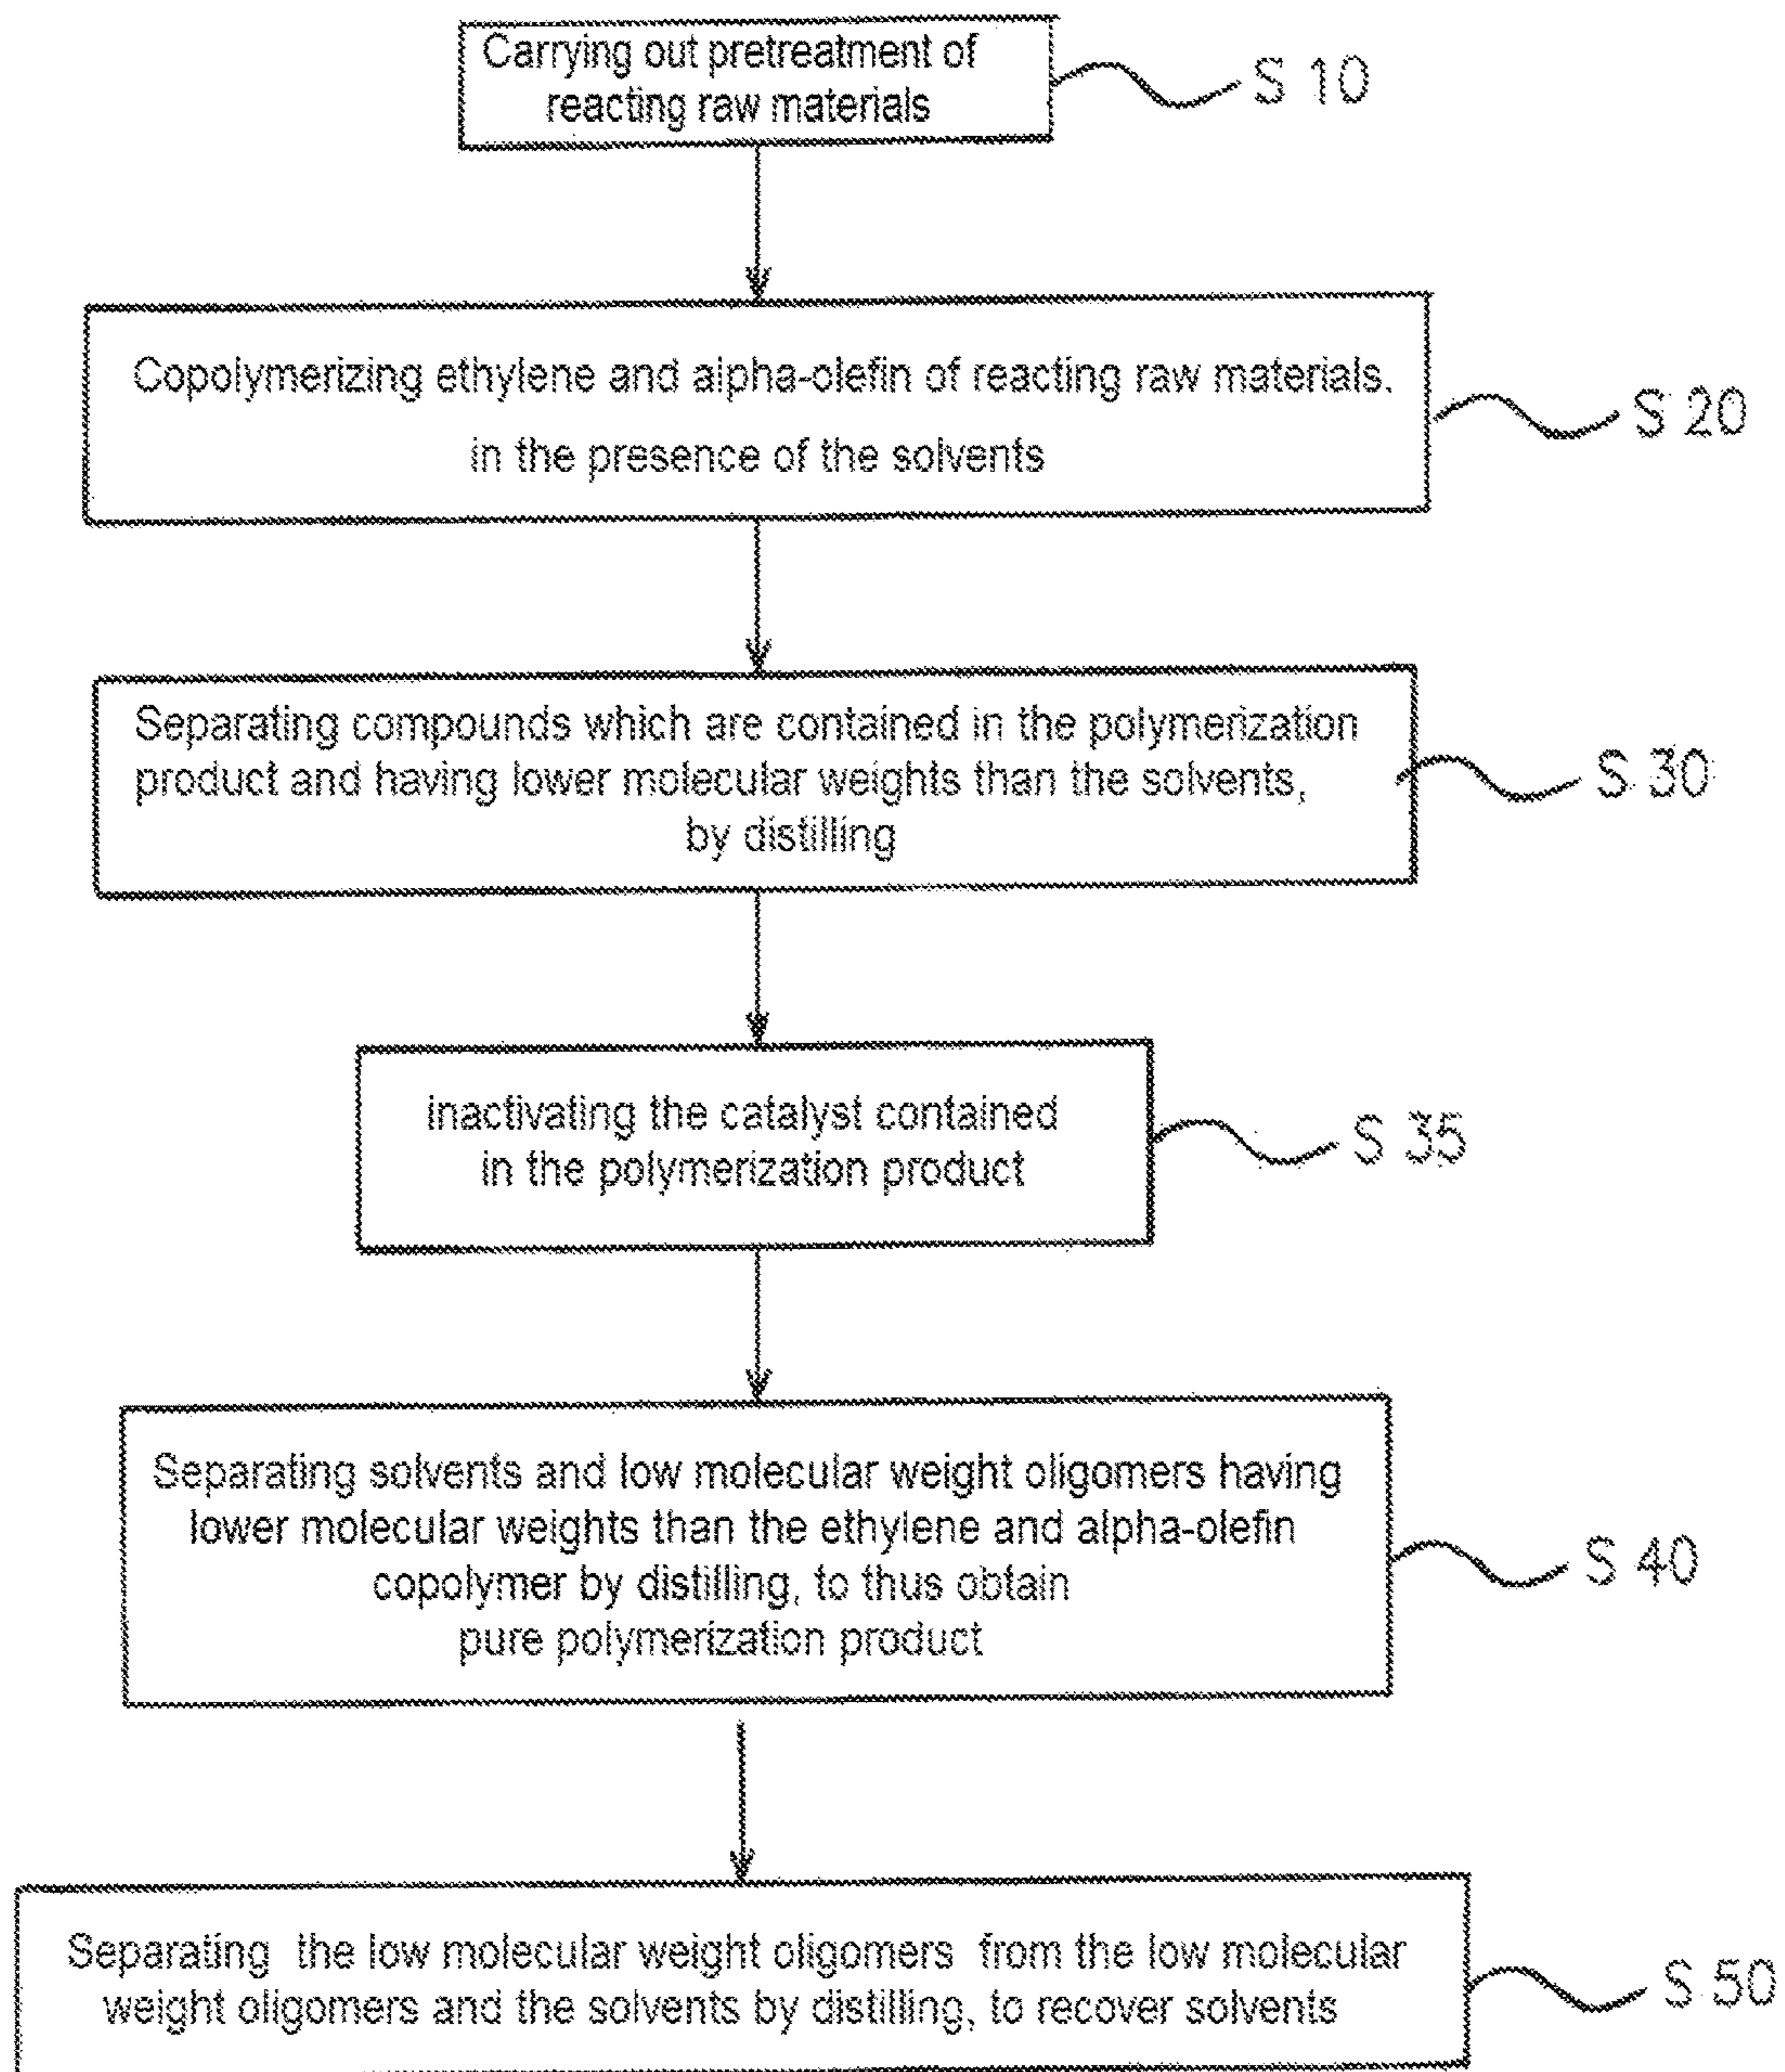 Carrying out pretreatment of
reacting raw materials
S 10
Copolymerizing ethylene and alpha-olefin of reacting raw materials.
in the presence of the solvents
S 20
Separating compounds which are contained in the polymerization
product and having lower molecular weights than the solvents,
by distilling
S 30
inactivating the catalyst contained
in the polymerization product
S 35
Separating solvents and low molecular weight oligomers having
lower molecular weights than the ethylene and alpha-olefin
copolymer by distilling, to thus obtain
pure polymerization product
S 40
Separating the low molecular weight oligomers from the low molecular
weight oligomers and the solvents by distilling, to recover solvents
S 50